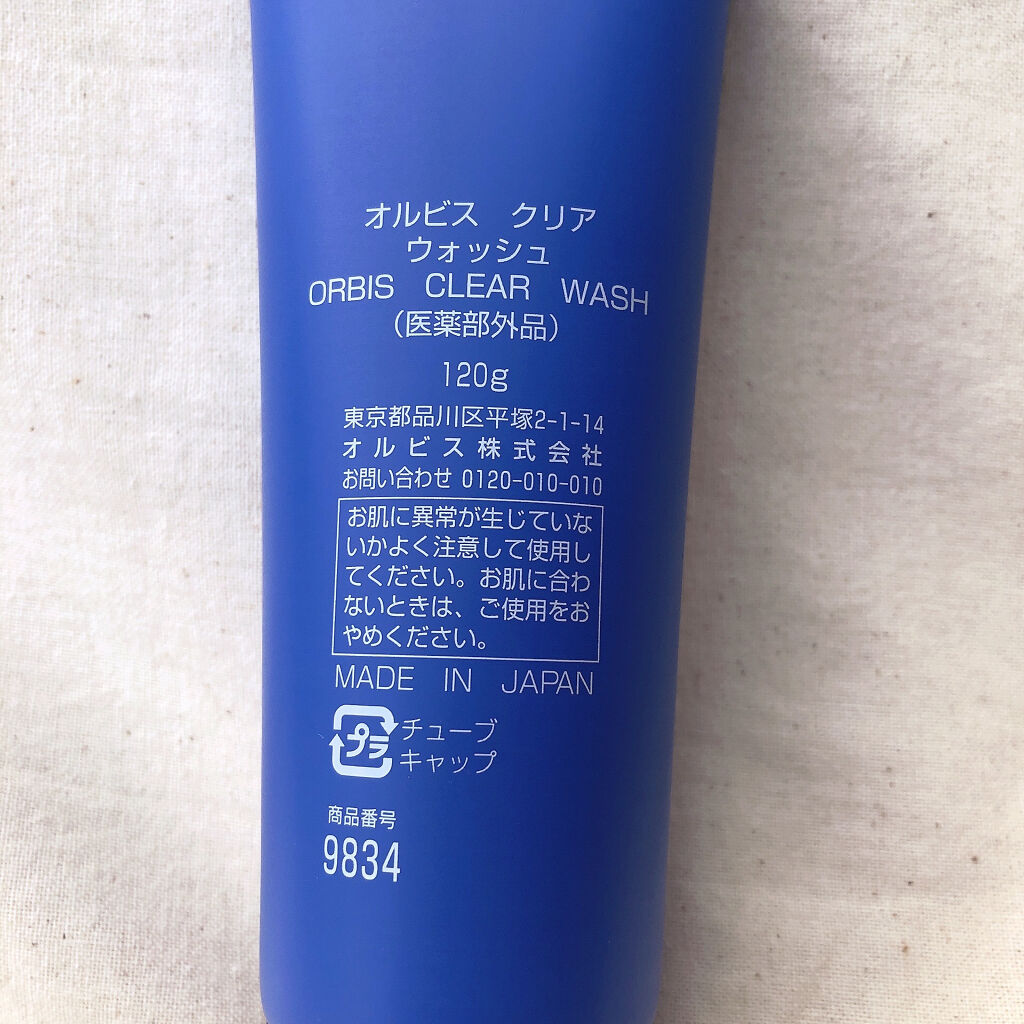 オルビス クリア
ウォッシュ
ORBIS CLEAR WASH
（医薬部外品）
120g
東京都品川区平塚2-1-14
オルビス株式会社
お問い合わせ 0120-010-010
お肌に異常が生じていな
いかよく注意して使用し
てください。お肌に合わ
ないときは、ご使用をお
やめください。
MADE IN JAPAN
プラ チューブ
キャップ
商品番号
9834